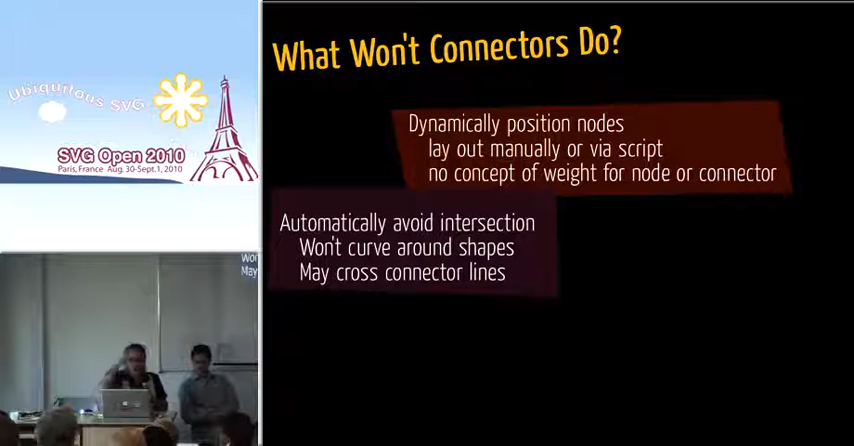 Ubiquitous SVG
SVG Open 2010
Paris, France Aug. 30-Sept.1, 2010
What Won't Connectors Do?
Dynamically position nodes
lay out manually or via script
no concept of weight for node or connector
Automatically avoid intersection
Won't curve around shapes
May cross connector lines
Wor
May